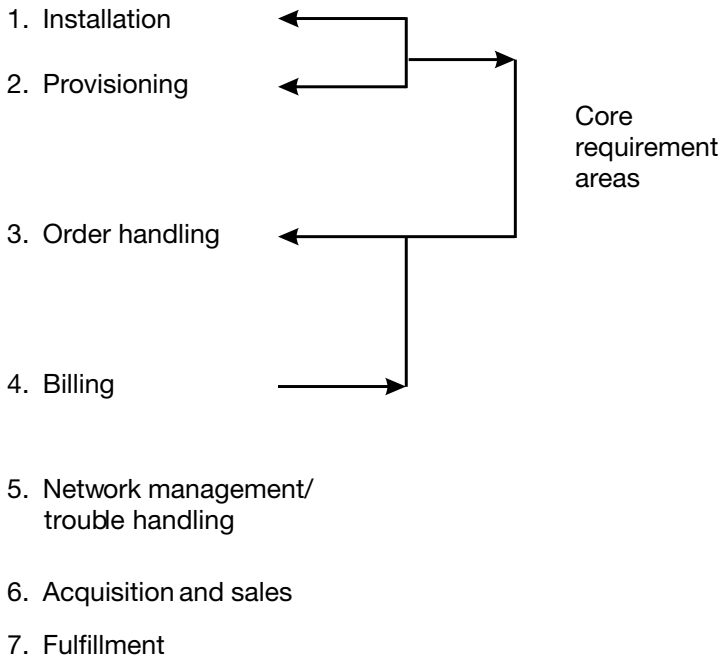 1. Installation
2. Provisioning
Core
requirement
areas
3. Order handling
4. Billing
5. Network management/
trouble handling
6. Acquisition and sales
7. Fulfillment